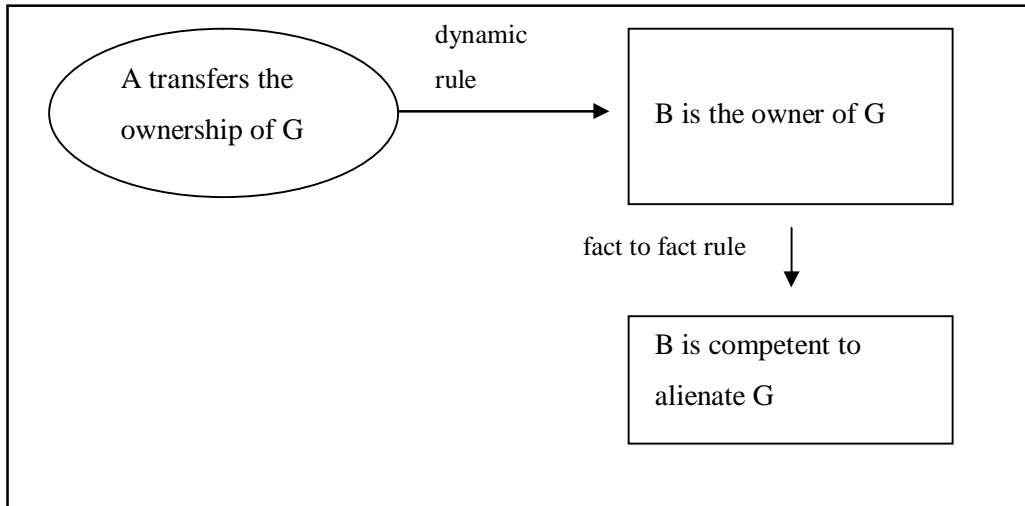 A transfers the
ownership of G
dynamic
rule
B is the owner of G
fact to fact rule
B is competent to
alienate G